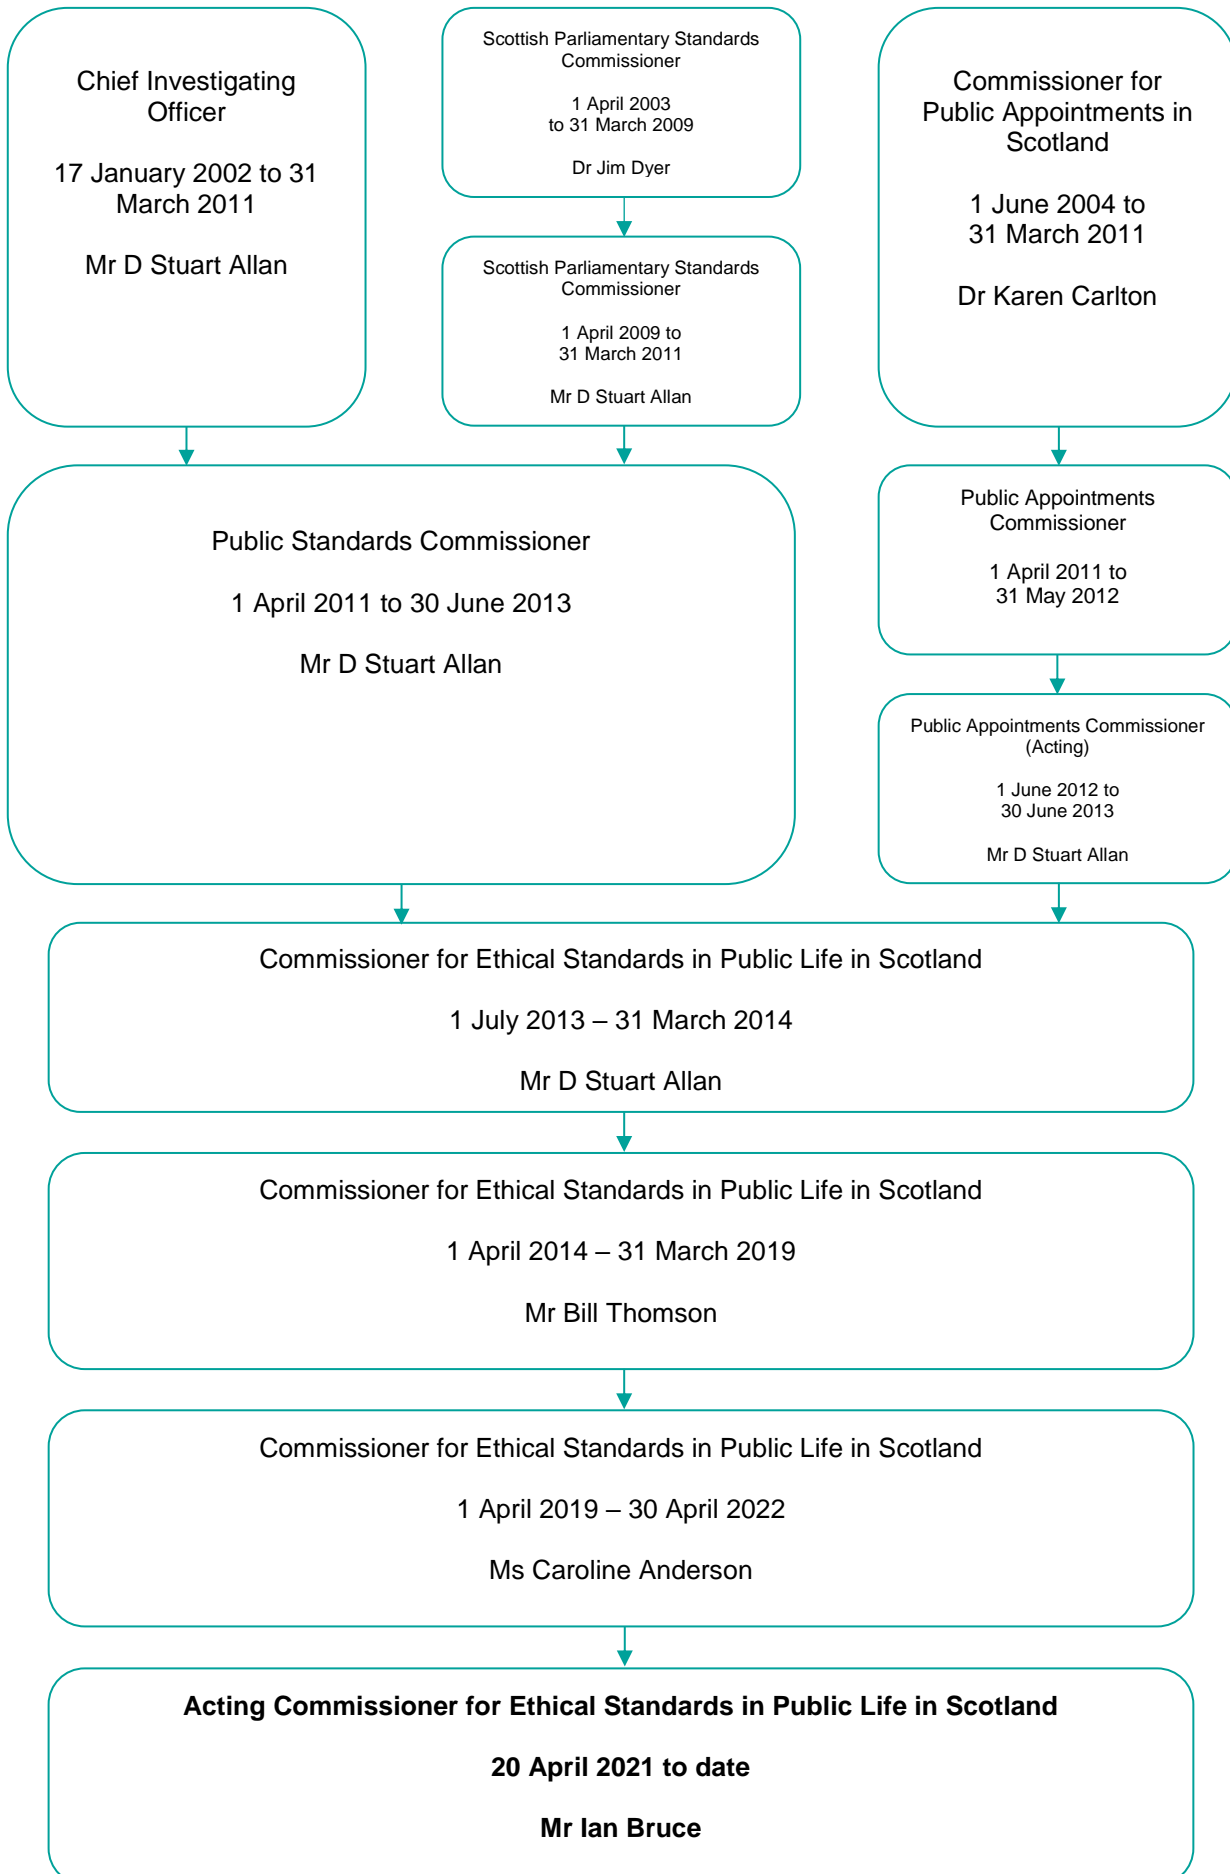 Chief Investigating
Officer
17 January 2002 to 31
March 2011
Mr D Stuart Allan
Scottish Parliamentary Standards
Commissioner
1 April 2003
to 31 March 2009
Dr Jim Dyer
Scottish Parliamentary Standards
Commissioner
1 April 2009 to
31 March 2011
Mr D Stuart Allan
Commissioner for
Public Appointments in
Scotland
1 June 2004 to
31 March 2011
Dr Karen Carlton
Public Standards Commissioner
1 April 2011 to 30 June 2013
Mr D Stuart Allan
Public Appointments
Commissioner
1 April 2011 to
31 May 2012
Public Appointments Commissioner
(Acting)
1 June 2012 to
30 June 2013
Mr D Stuart Allan
Commissioner for Ethical Standards in Public Life in Scotland
1 July 2013 – 31 March 2014
Mr D Stuart Allan
Commissioner for Ethical Standards in Public Life in Scotland
1 April 2014 – 31 March 2019
Mr Bill Thomson
Commissioner for Ethical Standards in Public Life in Scotland
1 April 2019 – 30 April 2022
Ms Caroline Anderson
Acting Commissioner for Ethical Standards in Public Life in Scotland
20 April 2021 to date
Mr Ian Bruce